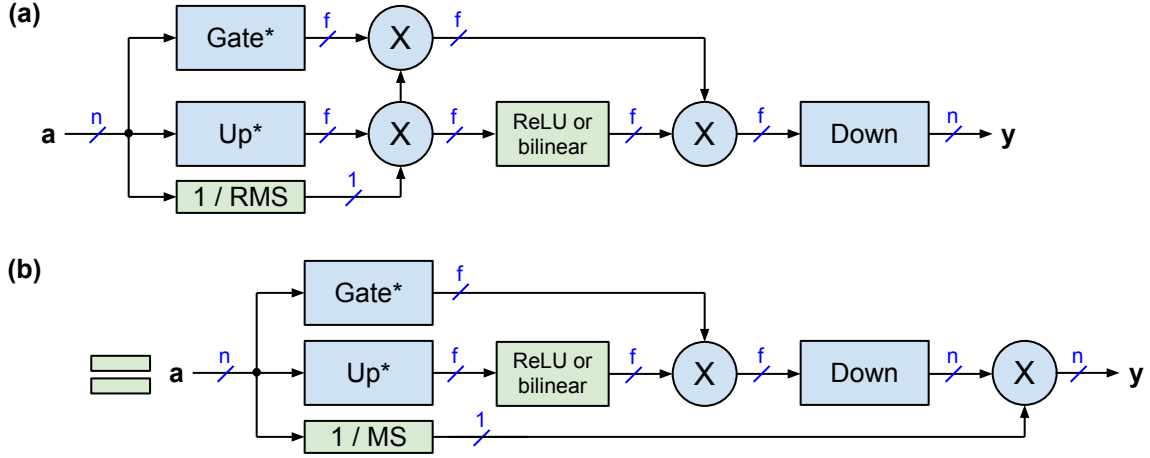 (a)
Gate* f X f
a n Up* f X f ReLU or
bilinear f X f Down n y
1 / RMS 1
(b)
Gate* f
a n Up* f ReLU or
bilinear f X f Down n X n y
1 / MS 1